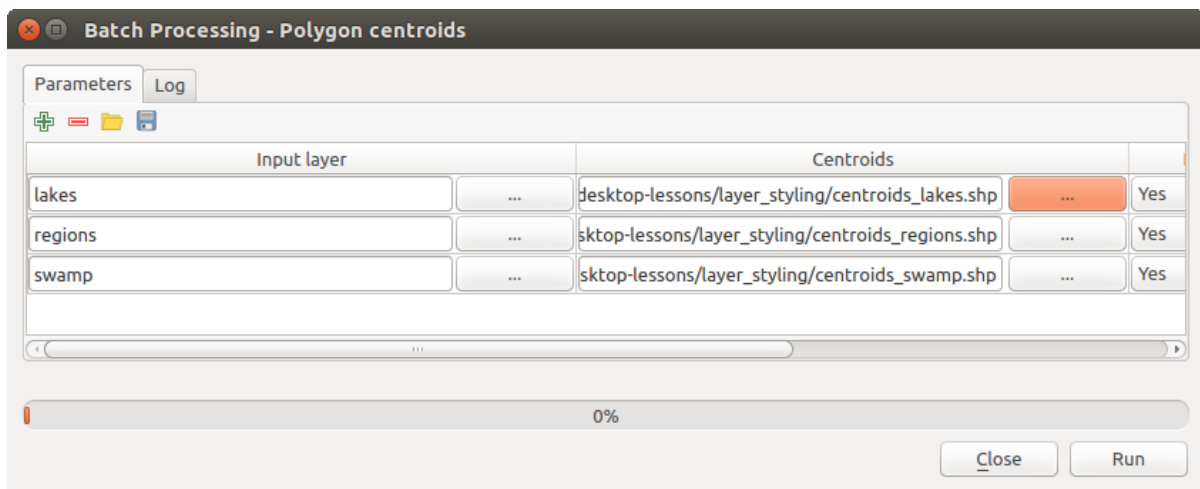 Batch Processing - Polygon centroids
Parameters Log
Input layer Centroids
lakes ... desktop-lessons/layer_styling/centroids_lakes.shp ... Yes
regions ... sktop-lessons/layer_styling/centroids_regions.shp ... Yes
swamp ... sktop-lessons/layer_styling/centroids_swamp.shp ... Yes
0%
Close Run